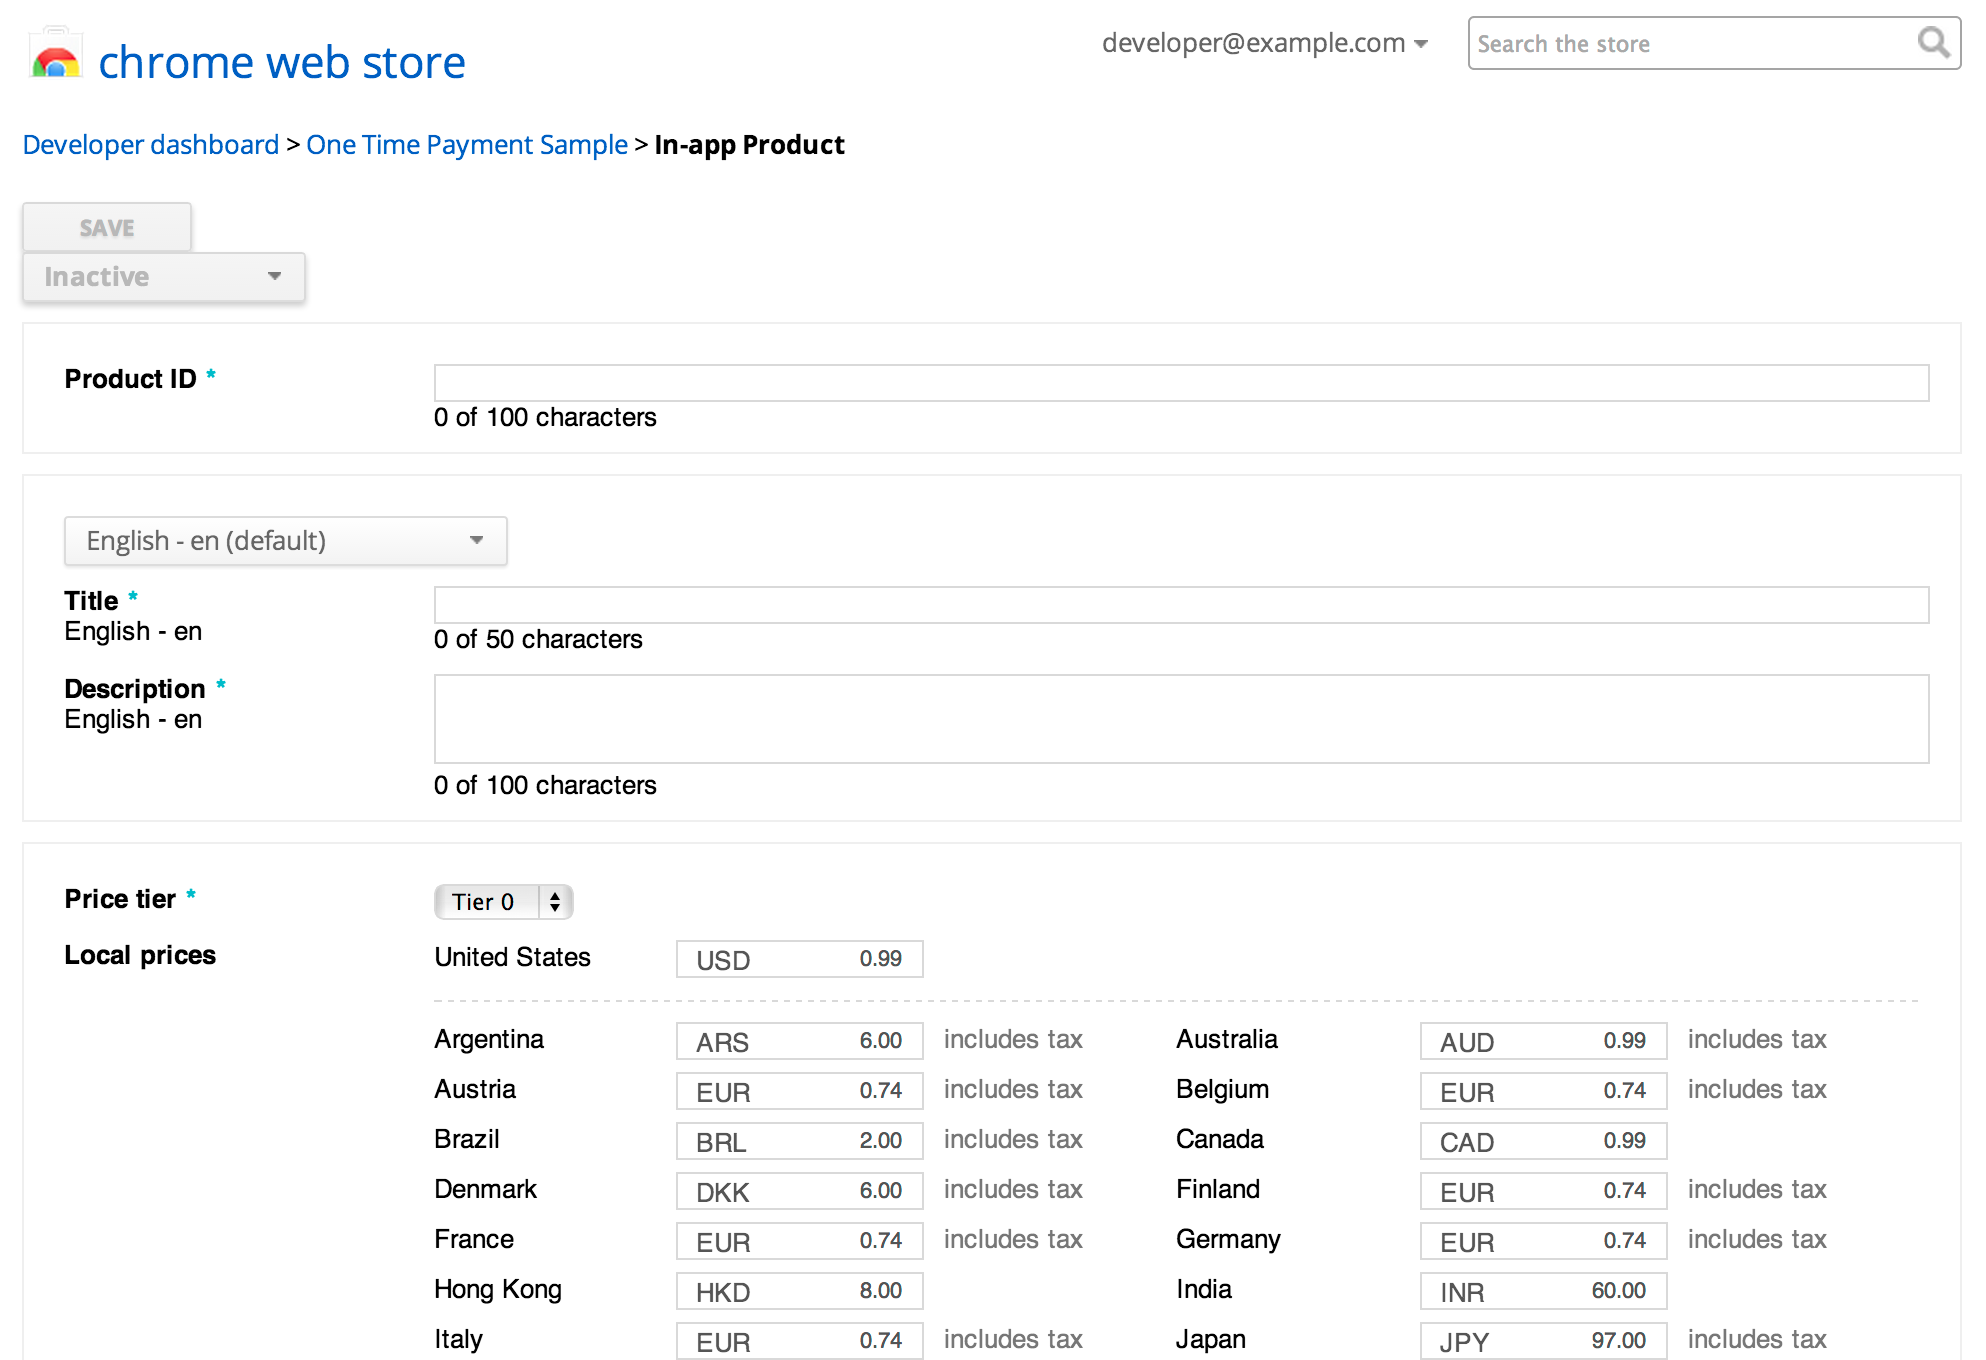 chrome web store
developer@example.com
Search the store
Developer dashboard > One Time Payment Sample > In-app Product
SAVE
Inactive
Product ID *
0 of 100 characters
English - en (default)
Title *
English - en
0 of 50 characters
Description *
English - en
0 of 100 characters
Price tier * Tier 0
Local prices United States USD 0.99
Argentina ARS 6.00 includes tax Australia AUD 0.99 includes tax
Austria EUR 0.74 includes tax Belgium EUR 0.74 includes tax
Brazil BRL 2.00 includes tax Canada CAD 0.99
Denmark DKK 6.00 includes tax Finland EUR 0.74 includes tax
France EUR 0.74 includes tax Germany EUR 0.74 includes tax
Hong Kong HKD 8.00 India INR 60.00
Italy EUR 0.74 includes tax Japan JPY 97.00 includes tax